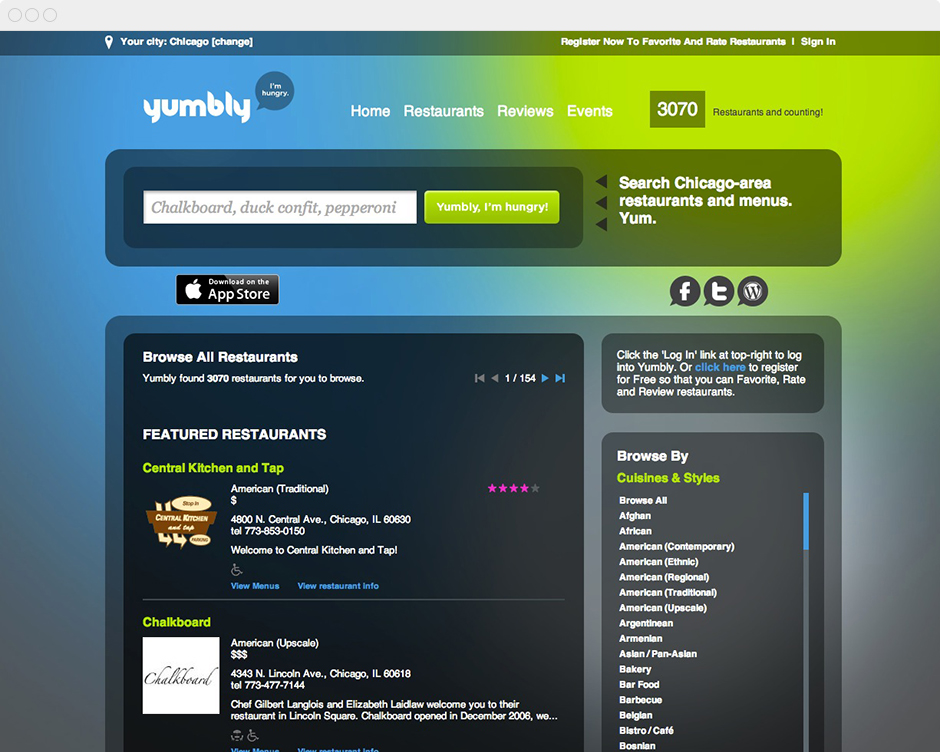 Your city: Chicago [change]
Register Now To Favorite And Rate Restaurants | Sign In
yumbly
I'm
hungry.
Home Restaurants Reviews Events
3070 Restaurants and counting!
Chalkboard, duck confit, pepperoni
Yumbly, I'm hungry!
Search Chicago-area
restaurants and menus.
Yum.
Download on the
App Store
Browse All Restaurants
Yumbly found 3070 restaurants for you to browse.
1 / 154
FEATURED RESTAURANTS
Central Kitchen and Tap
Stop In
CENTRAL KITCHEN
and tap
PARKING
American (Traditional)
$
4800 N. Central Ave., Chicago, IL 60630
tel 773-853-0150
Welcome to Central Kitchen and Tap!
View Menus View restaurant info
Chalkboard
Chalkboard
American (Upscale)
$$$
4343 N. Lincoln Ave., Chicago, IL 60618
tel 773-477-7144
Chef Gilbert Langlois and Elizabeth Laidlaw welcome you to their
restaurant in Lincoln Square. Chalkboard opened in December 2006, we...
View Menus View restaurant info
Click the 'Log In' link at top-right to log
into Yumbly. Or click here to register
for Free so that you can Favorite, Rate
and Review restaurants.
Browse By
Cuisines & Styles
Browse All
Afghan
African
American (Contemporary)
American (Ethnic)
American (Regional)
American (Traditional)
American (Upscale)
Argentinean
Armenian
Asian / Pan-Asian
Bakery
Bar Food
Barbecue
Belgian
Bistro / Café
Bosnian